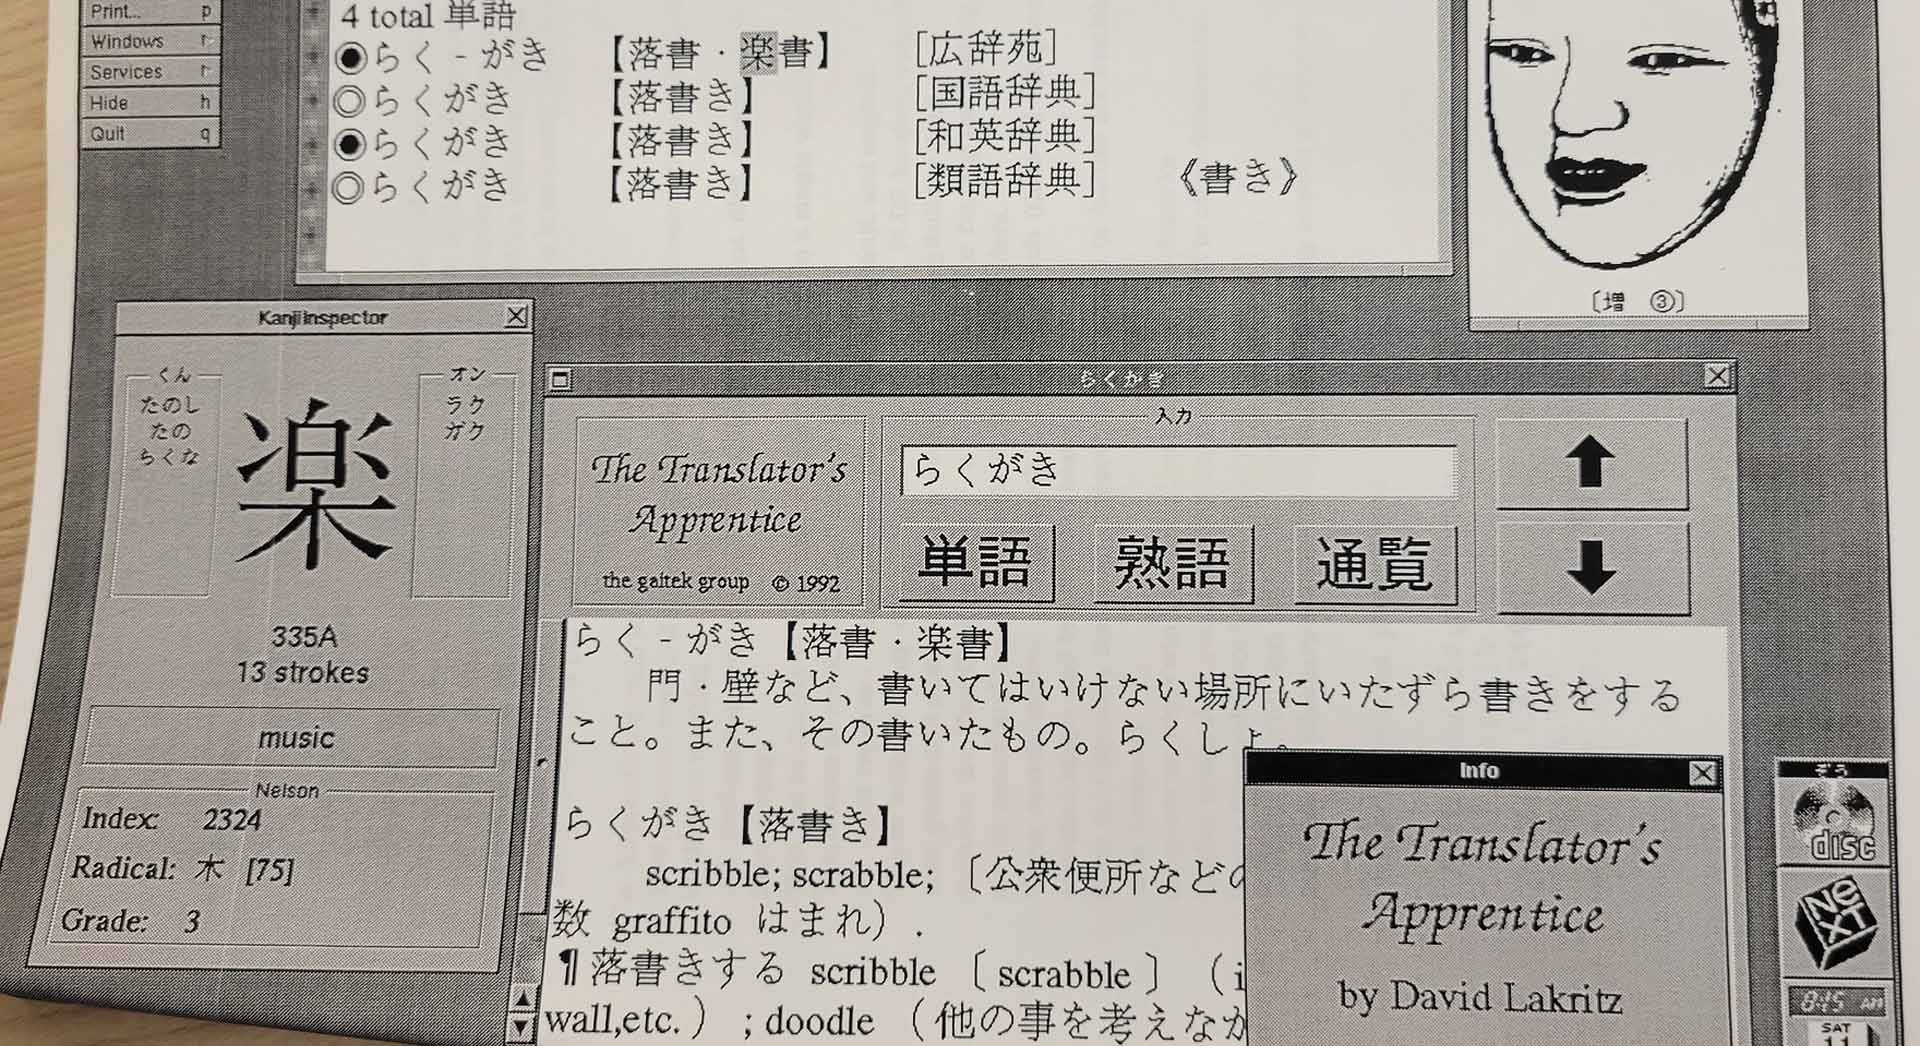 Print... p
Windows
Services
Hide h
Quit q
4 total 単語
◉らく‐がき 【落書・楽書】 [広辞苑]
◎らくがき 【落書き】 [国語辞典]
◉らくがき 【落書き】 [和英辞典]
◎らくがき 【落書き】 [類語辞典] 《書き》
〔増 ③〕
KanjiInspector
くん
たのし
たの
らくな
楽
オン
ラク
ガク
335A
13 strokes
music
Nelson
Index: 2324
Radical: 木 [75]
Grade: 3
らくがき
The Translator's
Apprentice
the gaitek group © 1992
入力
らくがき
単語 熟語 通覧
らく‐がき【落書・楽書】
門・壁など、書いてはいけない場所にいたずら書きをする
こと。また、その書いたもの。らくしょ。
らくがき【落書き】
scribble; scrabble; 〔公衆便所などの
数 graffito はまれ）.
¶落書きする scribble 〔scrabble〕 （i
wall,etc.） ; doodle （他の事を考えなが
Info
The Translator's
Apprentice
by David Lakritz
ぞう
disc
NeXT
8:15 AM
SAT
11